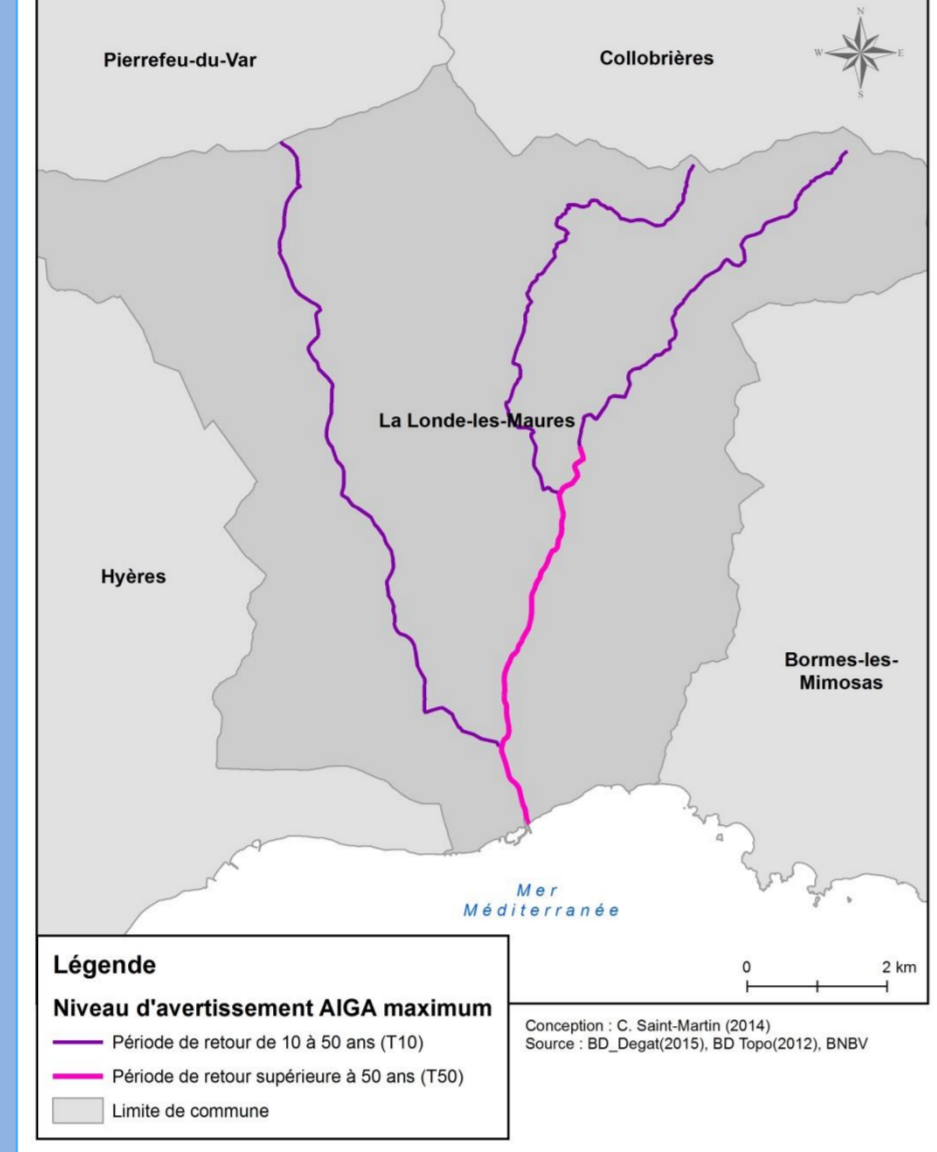 N
Pierrefeu-du-Var
Collobrières
W
E
S
La Londe-les-Maures
Hyères
Bormes-les-
Mimosas
Mer
Méditerranée
Légende
Niveau d'avertissement AIGA maximum
Période de retour de 10 à 50 ans (T10)
Période de retour supérieure à 50 ans (T50)
Limite de commune
0
2 km
Conception : C. Saint-Martin (2014)
Source : BD_Degat(2015), BD Topo(2012), BNBV